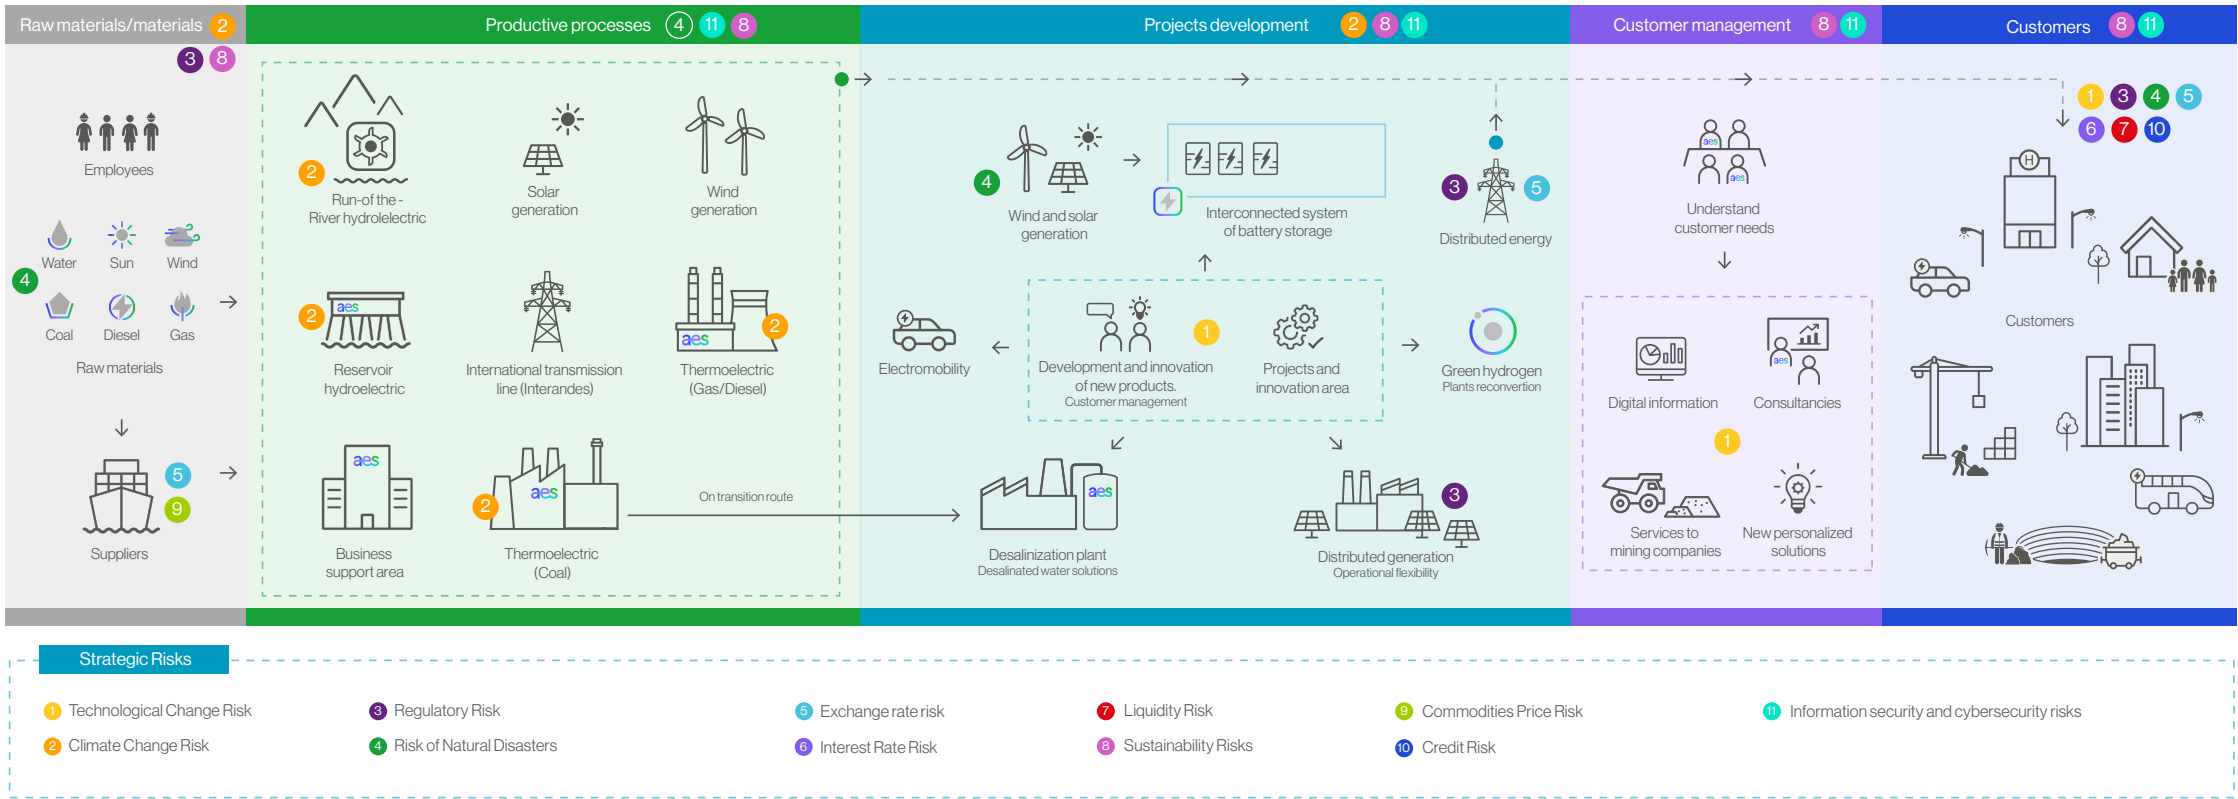 Raw materials/materials 2
3 8
Employees
Water Sun Wind
4
Coal Diesel Gas
Raw materials
5
9
Suppliers
Productive processes 4 11 8
2
Run-of the -
River hydrolelectric
Solar
generation
Wind
generation
2
aes
Reservoir
hydroelectric
International transmission
line (Interandes)
2
aes
Thermoelectric
(Gas/Diesel)
aes
Business
support area
2
aes
Thermoelectric
(Coal)
On transition route
Projects development 2 8 11
4
Wind and solar
generation
Interconnected system
of battery storage
3 5
Distributed energy
Electromobility
1
Development and innovation
of new products.
Customer management
Projects and
innovation area
Green hydrogen
Plants reconvertion
aes
Desalinization plant
Desalinated water solutions
3
Distributed generation
Operational flexibility
Customer management 8 11
aes
aes
Understand
customer needs
Digital information
aes
Consultancies
1
Services to
mining companies
New personalized
solutions
Customers 8 11
1 3 4 5
6 7 10
H
Customers
Strategic Risks
1 Technological Change Risk
2 Climate Change Risk
3 Regulatory Risk
4 Risk of Natural Disasters
5 Exchange rate risk
6 Interest Rate Risk
7 Liquidity Risk
8 Sustainability Risks
9 Commodities Price Risk
10 Credit Risk
11 Information security and cybersecurity risks